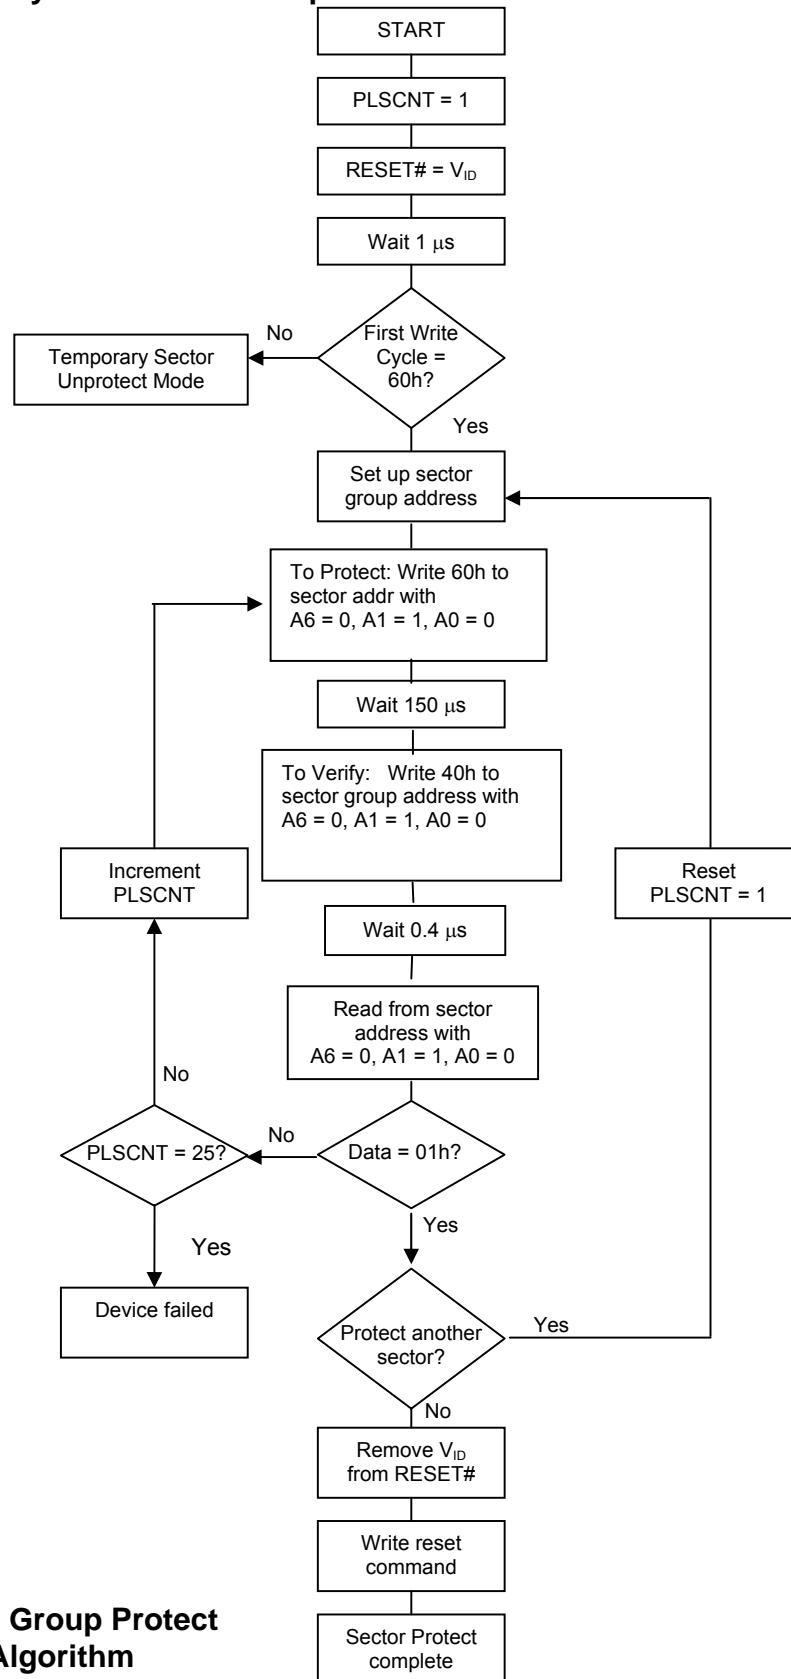 START
PLSCNT = 1
RESET# = VID
Wait 1 μs
First Write
Cycle =
60h?
No
Temporary Sector
Unprotect Mode
Yes
Set up sector
group address
To Protect: Write 60h to
sector addr with
A6 = 0, A1 = 1, A0 = 0
Wait 150 μs
To Verify: Write 40h to
sector group address with
A6 = 0, A1 = 1, A0 = 0
Increment
PLSCNT
Reset
PLSCNT = 1
Wait 0.4 μs
Read from sector
address with
A6 = 0, A1 = 1, A0 = 0
No
PLSCNT = 25?
No
Data = 01h?
Yes
Yes
Device failed
Protect another
sector?
Yes
No
Remove VID
from RESET#
Write reset
command
Group Protect
Algorithm
Sector Protect
complete